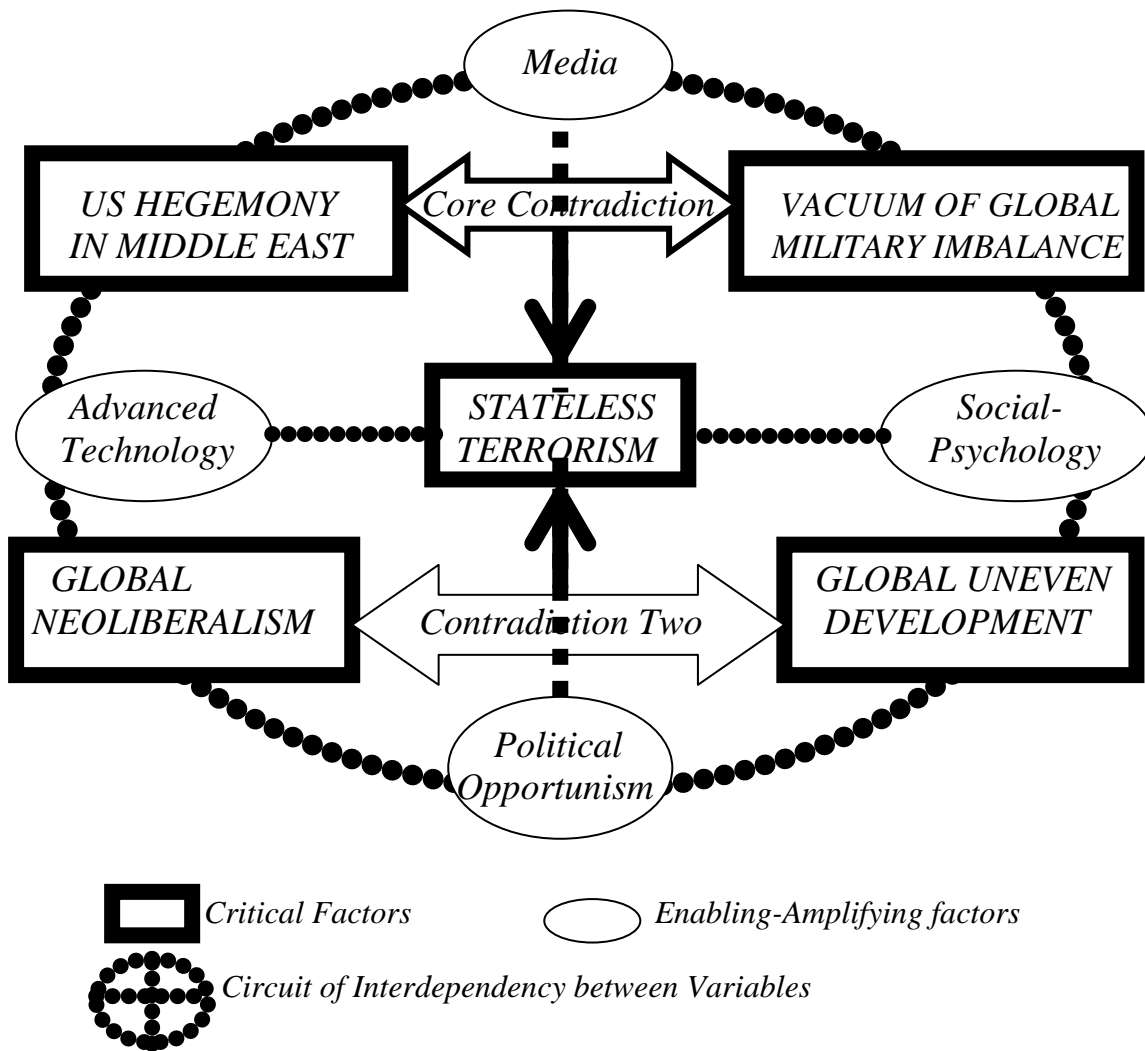 Media
US HEGEMONY
IN MIDDLE EAST
Core Contradiction
VACUUM OF GLOBAL
MILITARY IMBALANCE
Advanced
Technology
STATELESS
TERRORISM
Social-
Psychology
GLOBAL
NEOLIBERALISM
Contradiction Two
GLOBAL UNEVEN
DEVELOPMENT
Political
Opportunism
Critical Factors
Enabling-Amplifying factors
Circuit of Interdependency between Variables